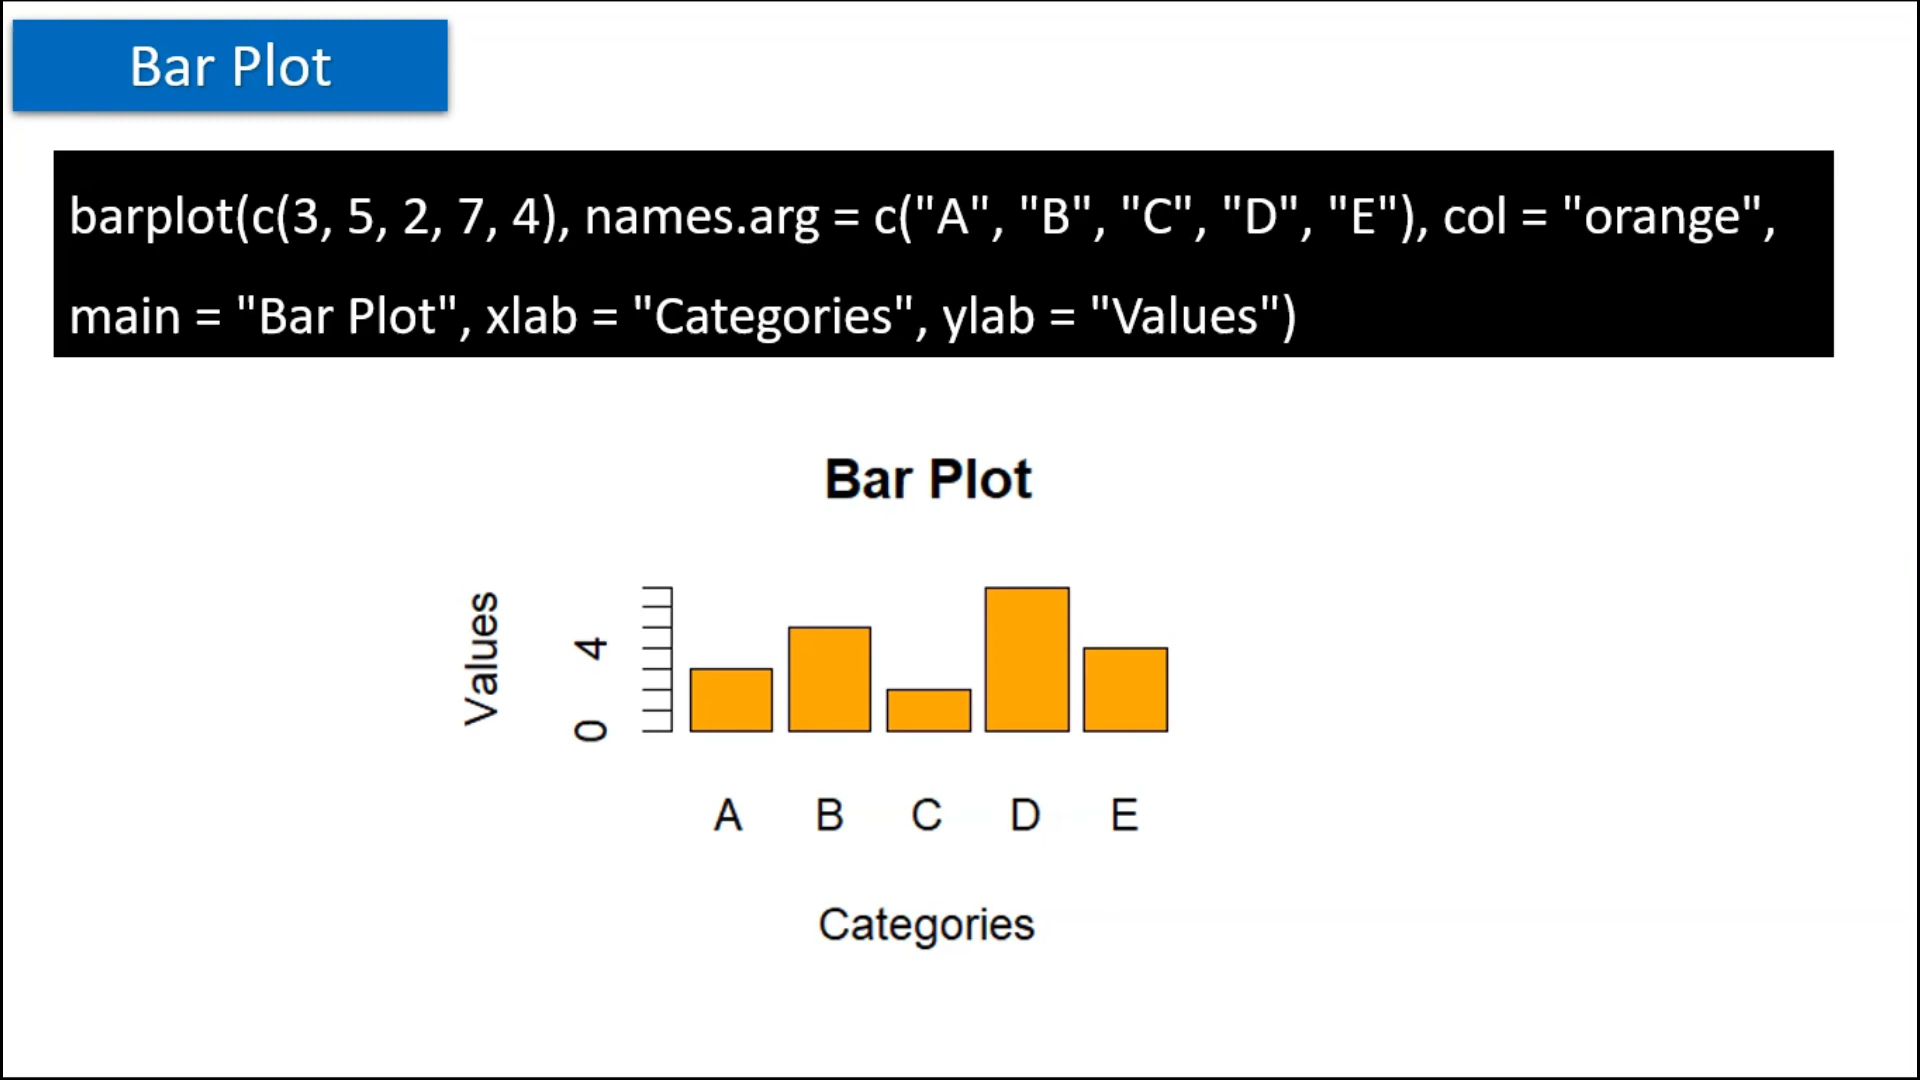 Bar Plot
barplot(c(3, 5, 2, 7, 4), names.arg = c("A", "B", "C", "D", "E"), col = "orange",
main = "Bar Plot", xlab = "Categories", ylab = "Values")
Bar Plot
Values
4
0
A B C D E
Categories